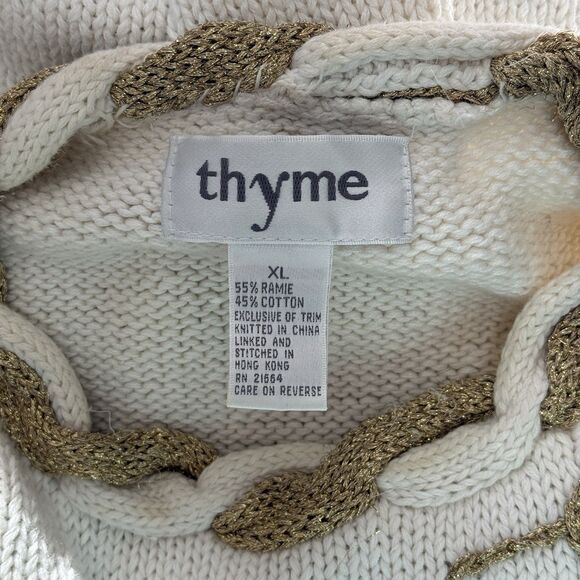 thyme
XL
55% RAMIE
45% COTTON
EXCLUSIVE OF TRIM
KNITTED IN CHINA
LINKED AND
STITCHED IN
HONG KONG
RN 21664
CARE ON REVERSE